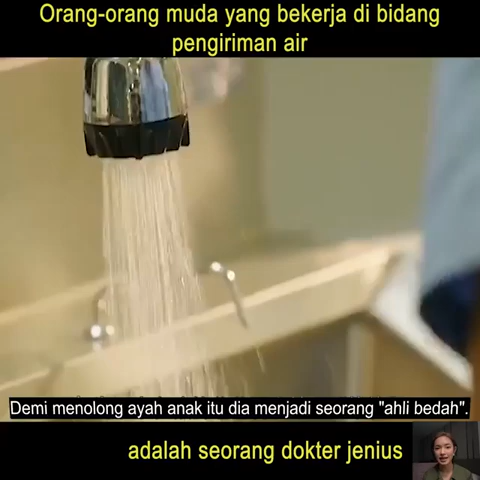 Orang-orang muda yang bekerja di bidang
pengiriman air
Demi menolong ayah anak itu dia menjadi seorang "ahli bedah".
adalah seorang dokter jenius